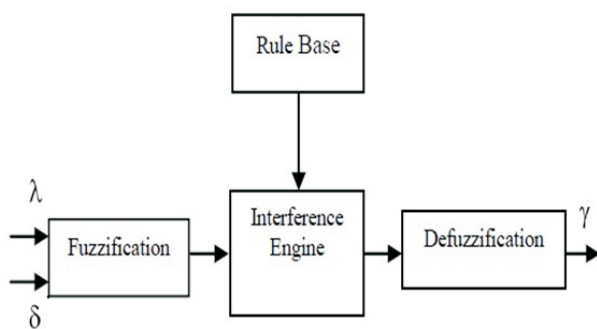 Rule Base
λ
Fuzzification
δ
Interference
Engine
Defuzzification
γ